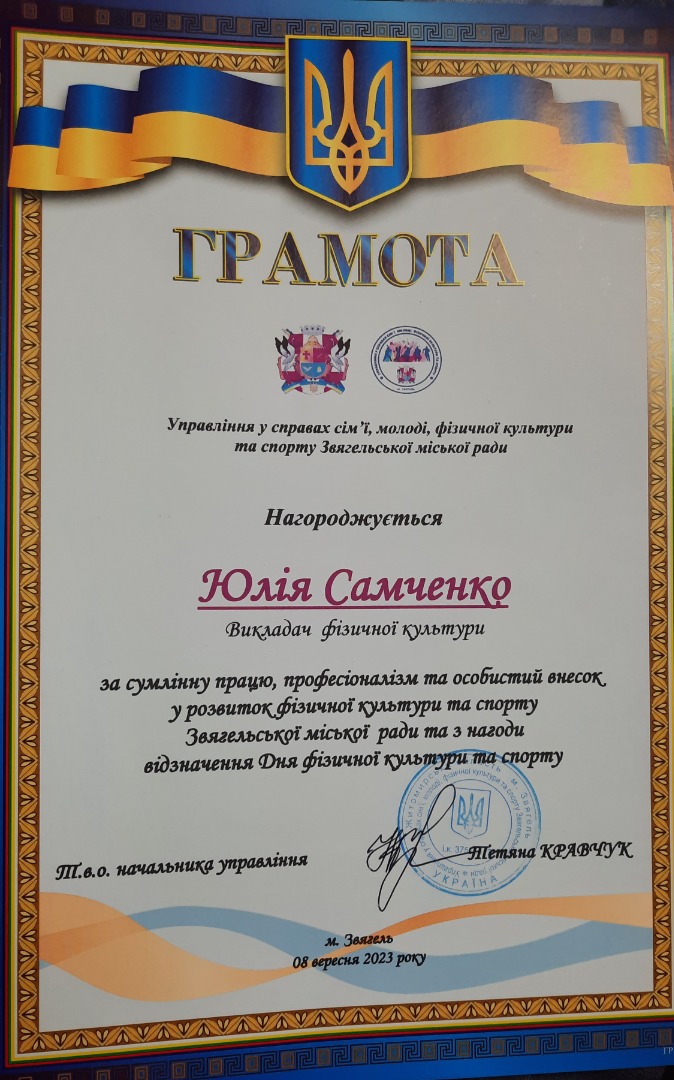 ГРАМОТА
Управління у справах сім'ї, молоді, фізичної культури
та спорту Звягельської міської ради
Нагороджується
Юлія Самченко
Викладач фізичної культури
за сумлінну працю, професіоналізм та особистий внесок
у розвиток фізичної культури та спорту
Звягельської міської ради та з нагоди
відзначення Дня фізичної культури та спорту
Т.в.о. начальника управління
Тетяна КРАВЧУК
УКРАЇНА
м. Звягель
08 вересня 2023 року